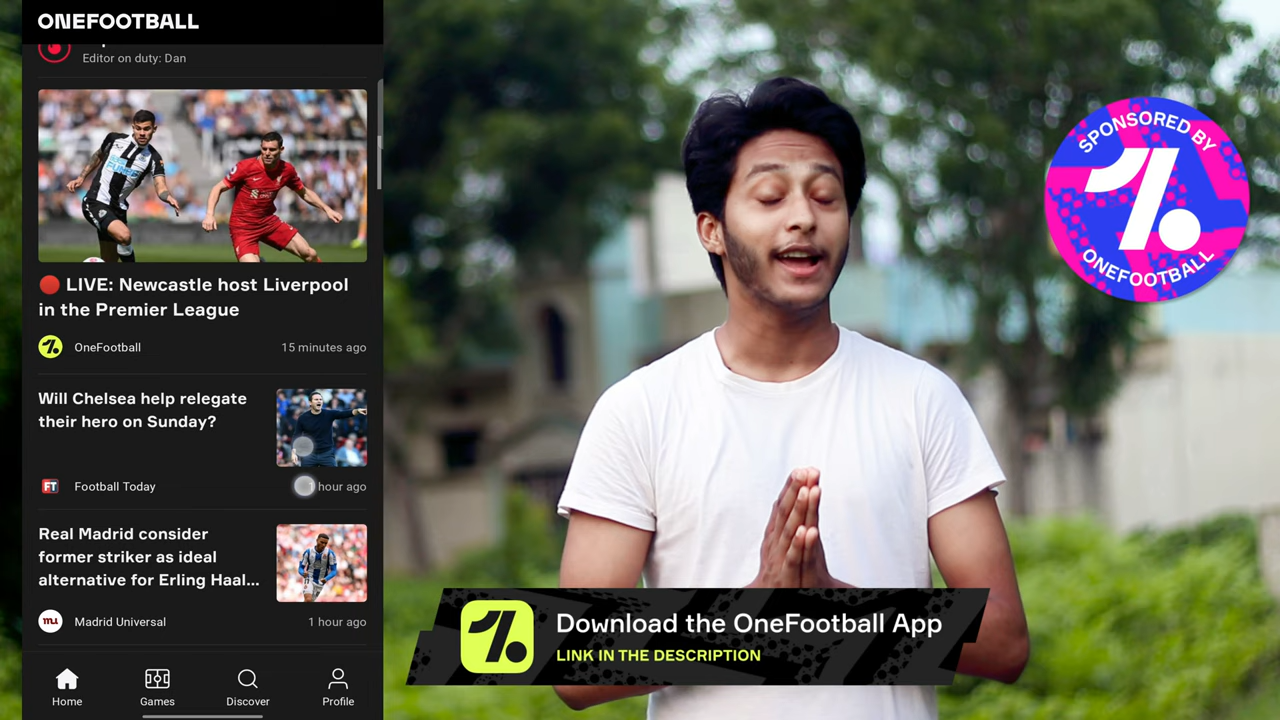 ONEFOOTBALL
Editor on duty: Dan
🔴 LIVE: Newcastle host Liverpool
in the Premier League
OneFootball
15 minutes ago
Will Chelsea help relegate
their hero on Sunday?
FT
Football Today
hour ago
Real Madrid consider
former striker as ideal
alternative for Erling Haal...
mu
Madrid Universal
1 hour ago
Home
Games
Discover
Profile
SPONSORED BY
ONEFOOTBALL
Download the OneFootball App
LINK IN THE DESCRIPTION